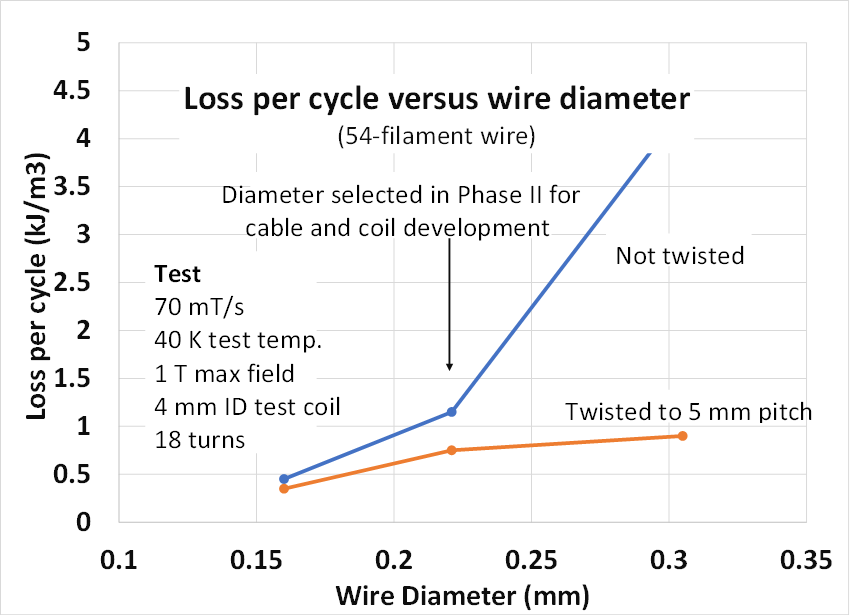 Loss per cycle versus wire diameter
(54-filament wire)
Diameter selected in Phase II for
cable and coil development
Not twisted
Twisted to 5 mm pitch
Test
70 mT/s
40 K test temp.
1 T max field
4 mm ID test coil
18 turns
Loss per cycle (kJ/m3)
5
4.5
4
3.5
3
2.5
2
1.5
1
0.5
0
0.1
0.15
0.2
0.25
0.3
0.35
Wire Diameter (mm)